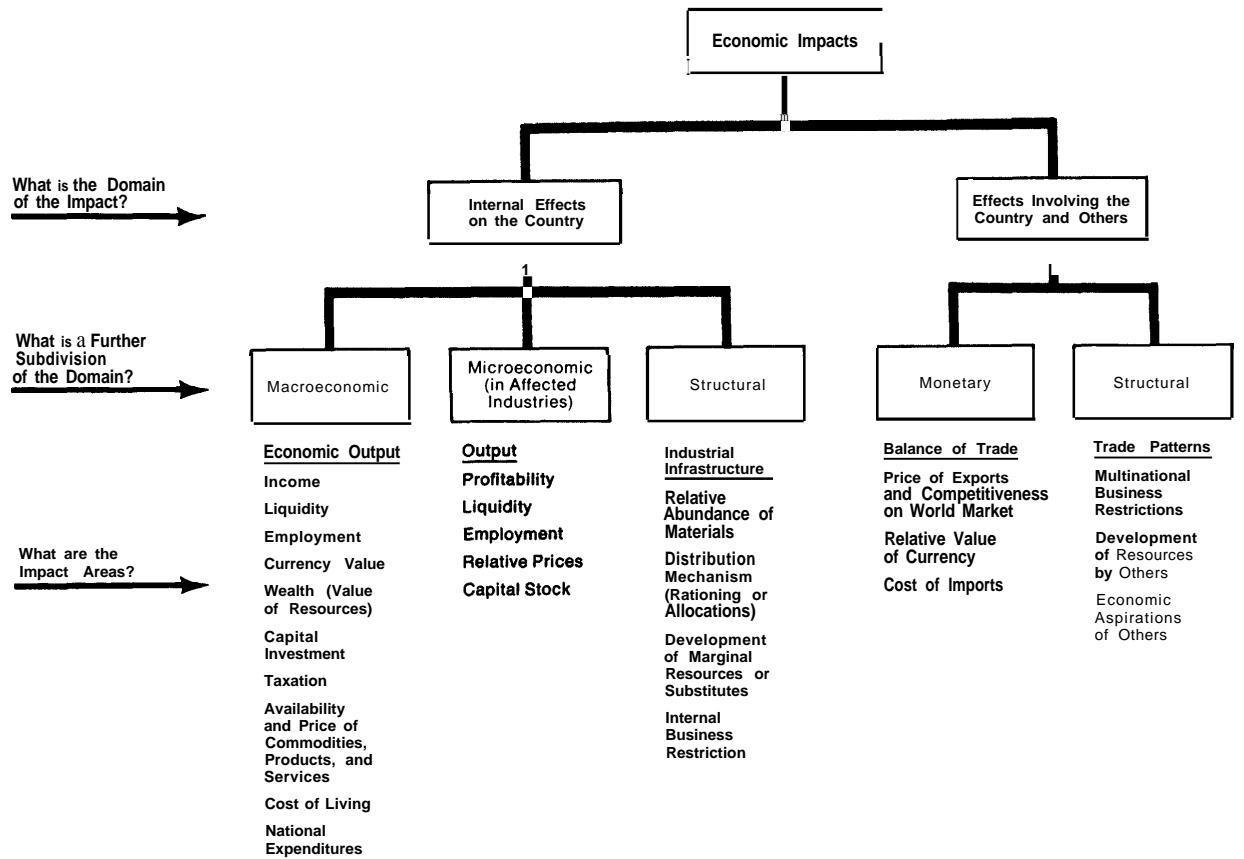 Economic Impacts
What is the Domain
of the Impact?
Internal Effects
on the Country
Effects Involving the
Country and Others
1
What is a Further
Subdivision
of the Domain?
Macroeconomic
Microeconomic
(in Affected
Industries)
Structural
Monetary
Structural
What are the
Impact Areas?
Economic Output
Income
Liquidity
Employment
Currency Value
Wealth (Value
of Resources)
Capital
Investment
Taxation
Availability
and Price of
Commodities,
Products, and
Services
Cost of Living
National
Expenditures
Output
Profitability
Liquidity
Employment
Relative Prices
Capital Stock
Industrial
Infrastructure
Relative
Abundance of
Materials
Distribution
Mechanism
(Rationing or
Allocations)
Development
of Marginal
Resources or
Substitutes
Internal
Business
Restriction
Balance of Trade
Price of Exports
and Competitiveness
on World Market
Relative Value
of Currency
Cost of Imports
Trade Patterns
Multinational
Business
Restrictions
Development
of Resources
by Others
Economic
Aspirations
of Others